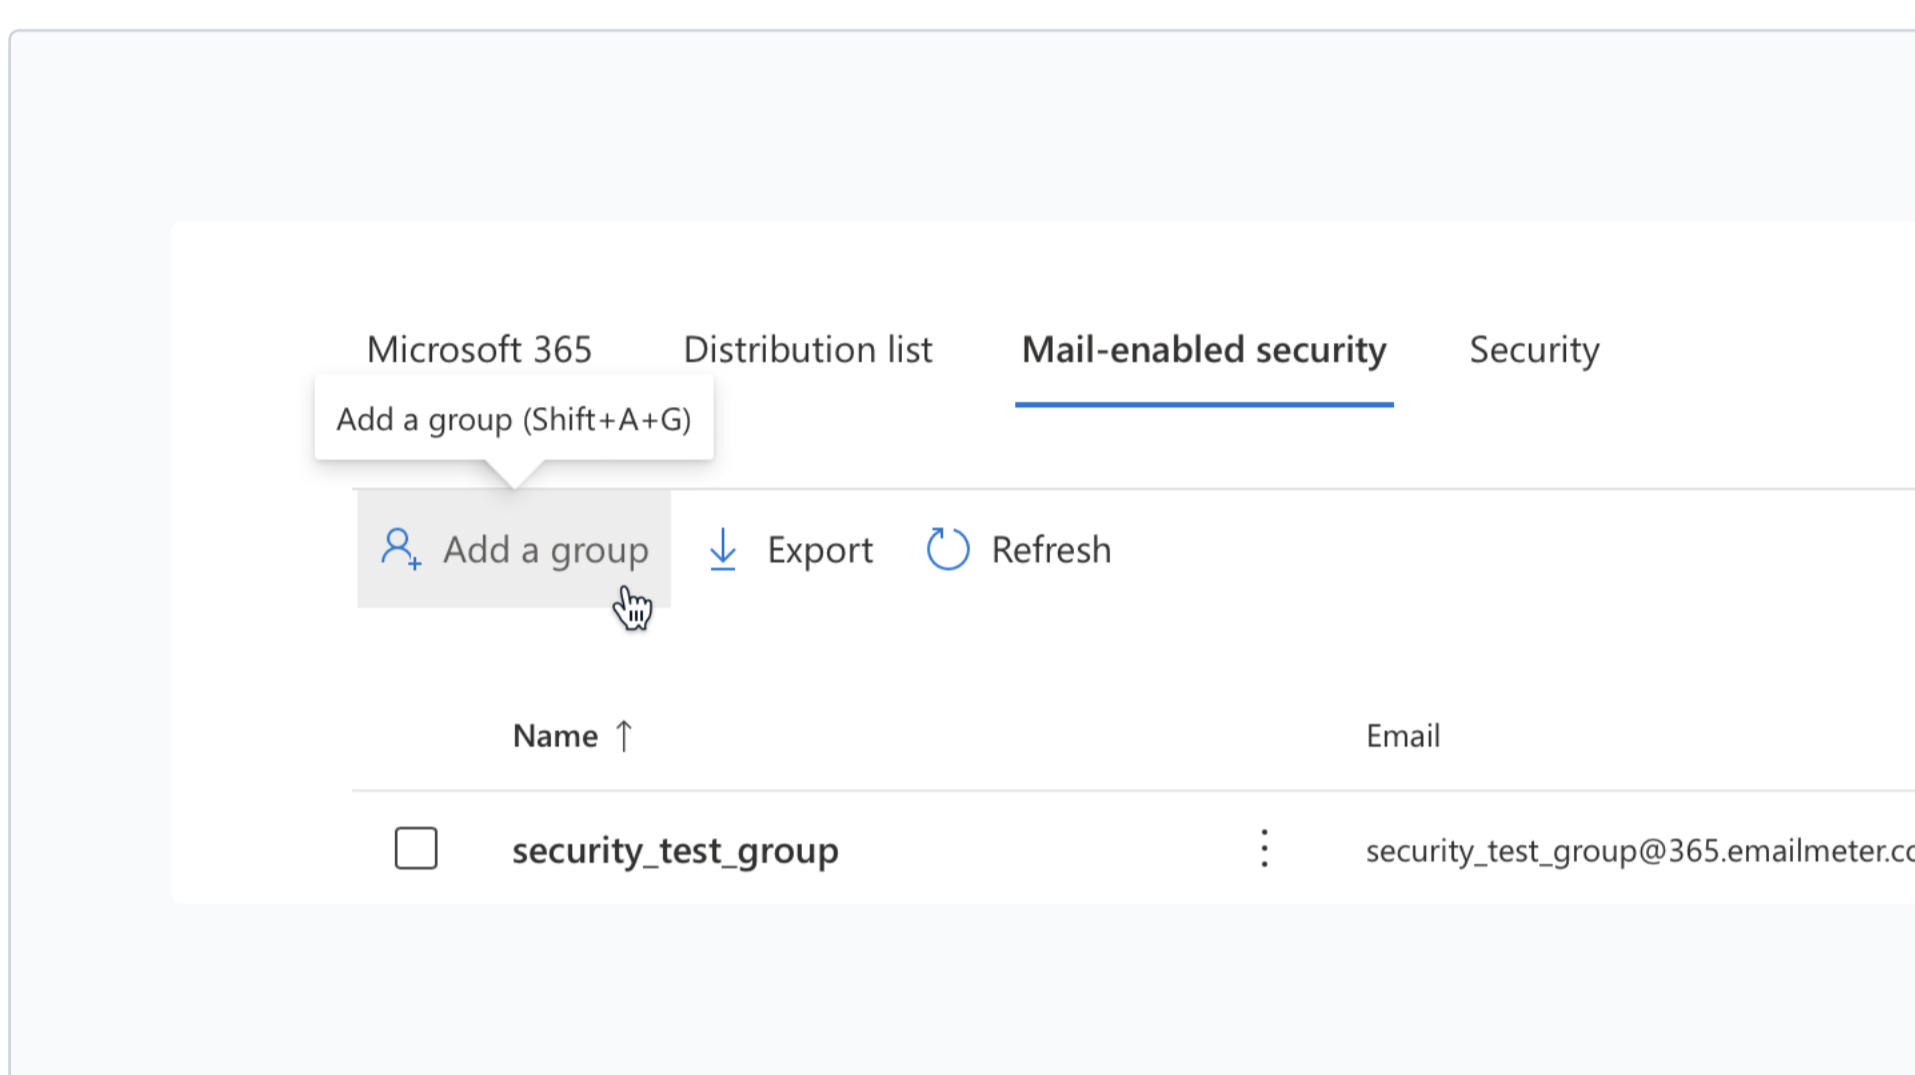 Microsoft 365 Distribution list Mail-enabled security Security
Add a group (Shift+A+G)
Add a group Export Refresh
Name ↑ Email
security_test_group security_test_group@365.emailmeter.co